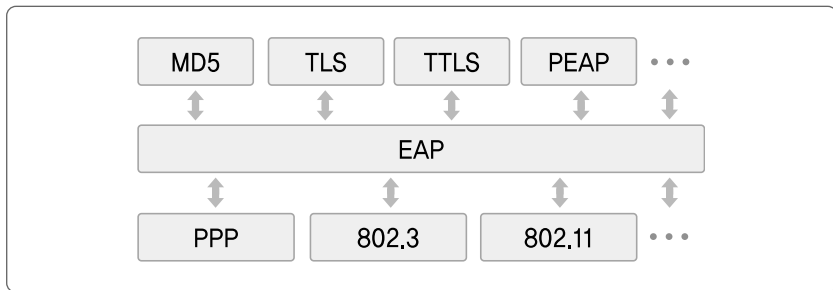 MD5 TLS TTLS PEAP •••
EAP
PPP 802.3 802.11 •••